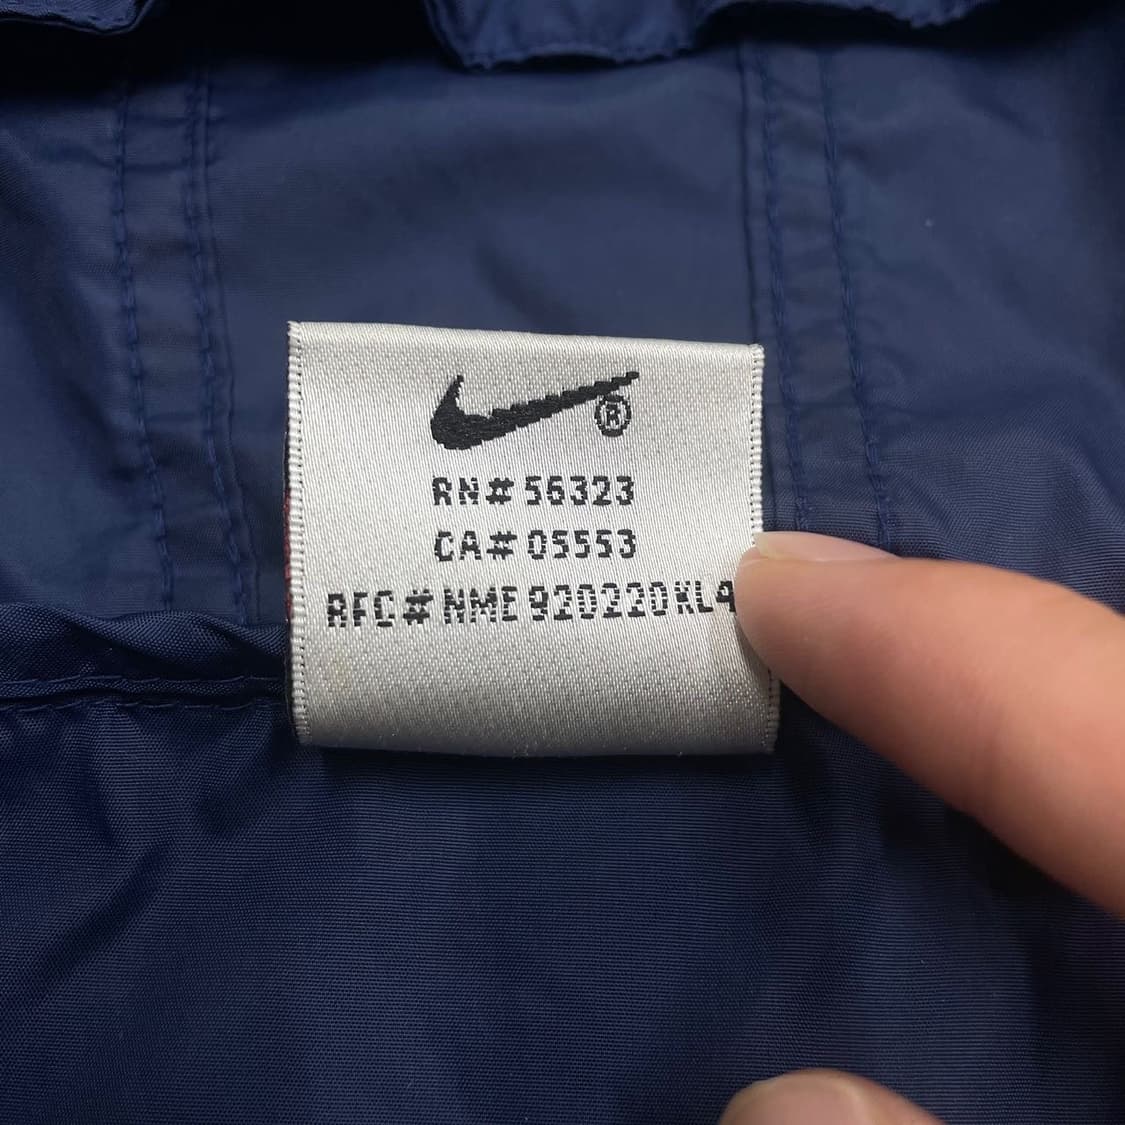 ®
RN# 56323
CA# 05553
RFC# NME 920220KL4